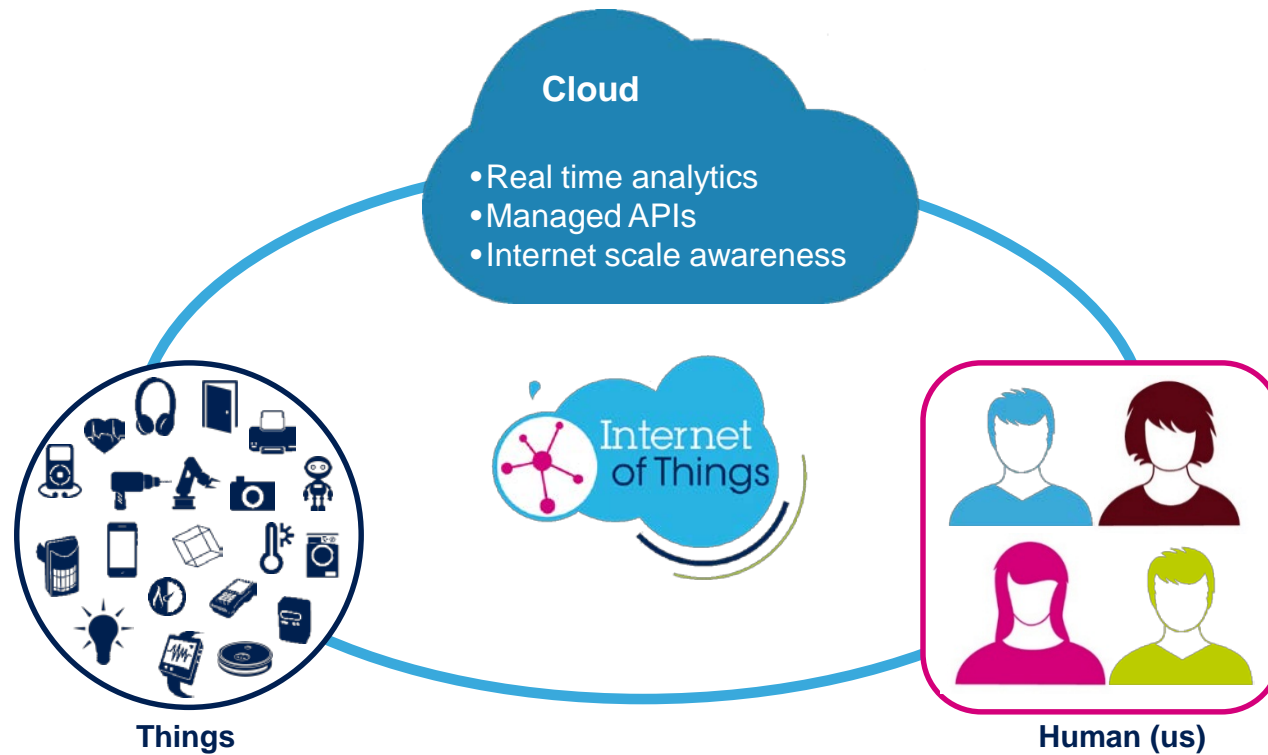 Cloud
•Real time analytics
•Managed APIs
•Internet scale awareness
Internet
of Things
Things
Human (us)